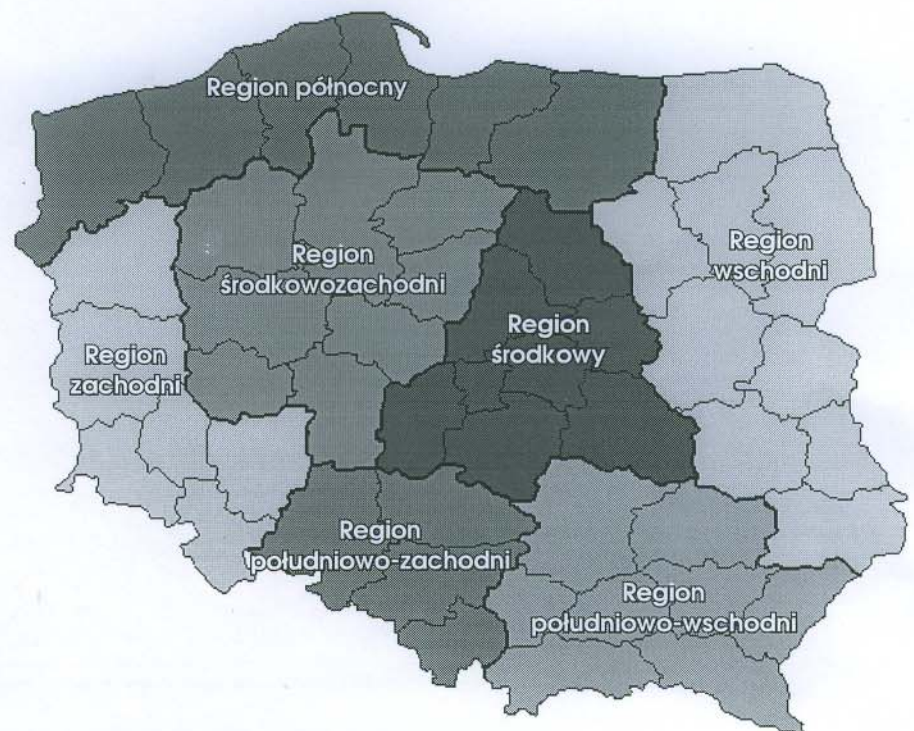 Region północny
Region
środkowozachodni
Region
wschodni
Region
środkowy
Region
zachodni
Region
południowo-zachodni
Region
południowo-wschodni